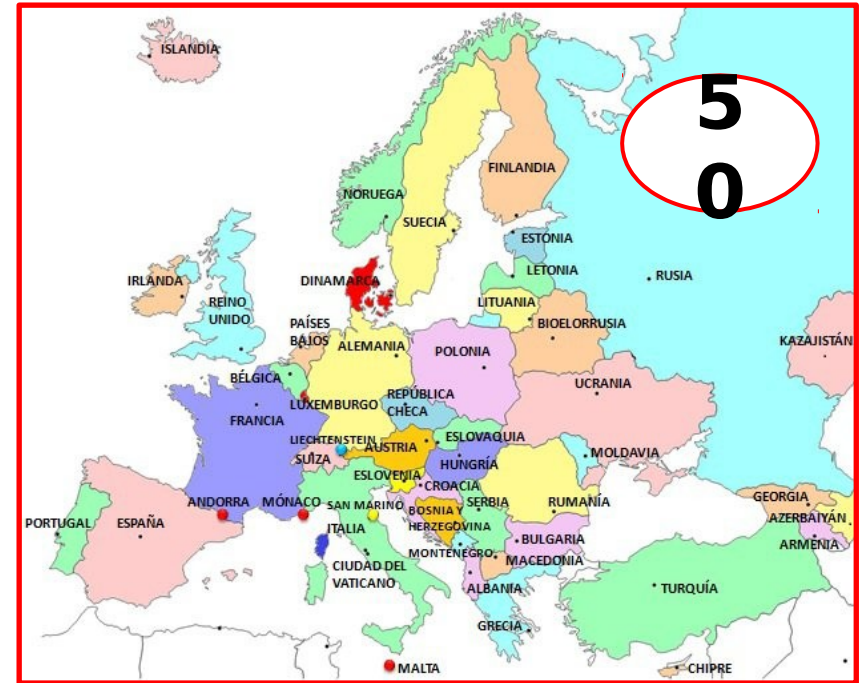 ISLANDIA
5
0
FINLANDIA
NORUEGA
SUECIA
ESTONIA
LETONIA
RUSIA
IRLANDA
DINAMARCA
REINO
UNIDO
LITUANIA
PAÍSES
BAJOS
BIOELORRUSIA
ALEMANIA
POLONIA
KAZAJISTÁN
BÉLGICA
UCRANIA
REPÚBLICA
CHECA
LUXEMBURGO
FRANCIA
LIECHTENSTEIN
AUSTRIA
ESLOVAQUIA
SUIZA
MOLDAVIA
HUNGRÍA
ESLOVENIA
CROACIA
ANDORRA
MÓNACO
SAN MARINO
BOSNIA Y
HERZEGOVINA
SERBIA
RUMANÍA
GEORGIA
PORTUGAL
ESPAÑA
ITALIA
AZERBAIYÁN
BULGARIA
ARMENIA
MONTENEGRO
MACEDONIA
CIUDAD DEL
VATICANO
ALBANIA
TURQUÍA
GRECIA
MALTA
CHIPRE